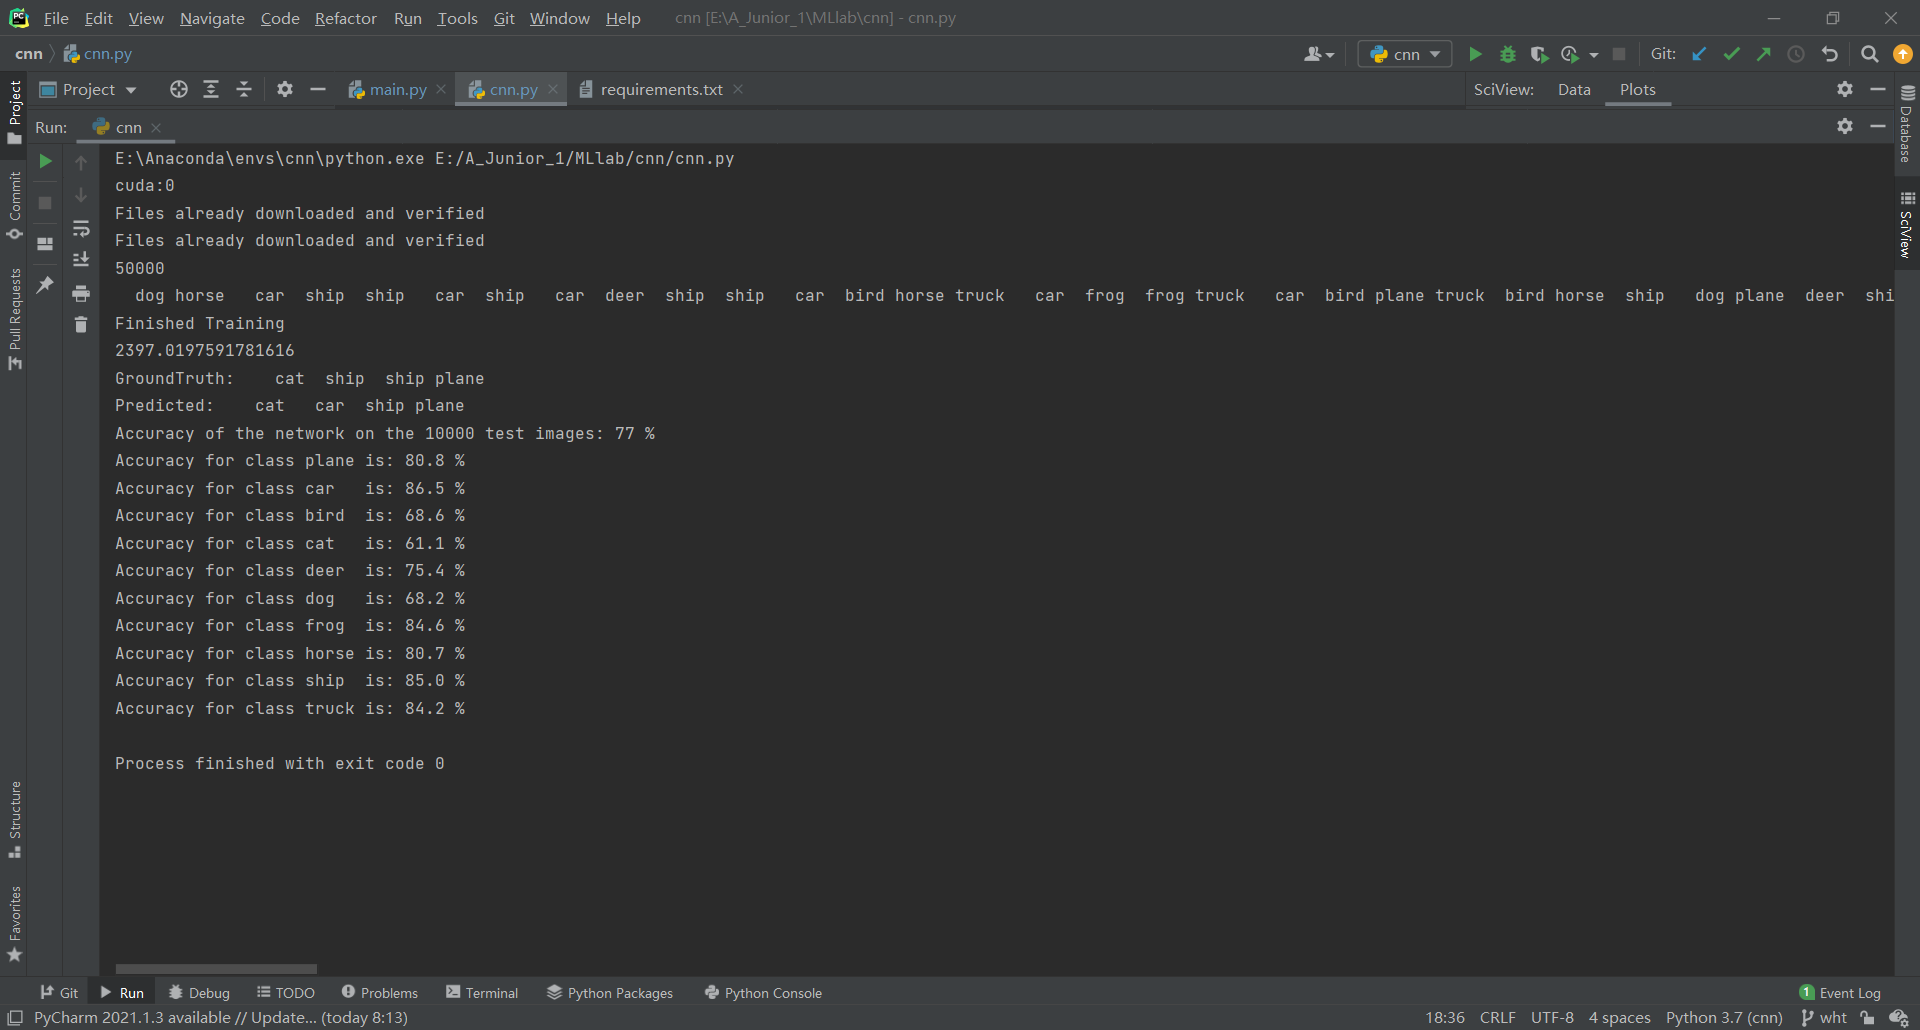 File Edit View Navigate Code Refactor Run Tools Git Window Help cnn [E:\A_Junior_1\MLlab\cnn] - cnn.py
cnn cnn.py cnn Git:
Project main.py cnn.py requirements.txt SciView: Data Plots
Run: cnn
E:\Anaconda\envs\cnn\python.exe E:/A_Junior_1/MLlab/cnn/cnn.py
cuda:0
Files already downloaded and verified
Files already downloaded and verified
50000
dog horse car ship ship car ship car deer ship ship car bird horse truck car frog frog truck car bird plane truck bird horse ship dog plane deer shi
Finished Training
2397.0197591781616
GroundTruth: cat ship ship plane
Predicted: cat car ship plane
Accuracy of the network on the 10000 test images: 77 %
Accuracy for class plane is: 80.8 %
Accuracy for class car is: 86.5 %
Accuracy for class bird is: 68.6 %
Accuracy for class cat is: 61.1 %
Accuracy for class deer is: 75.4 %
Accuracy for class dog is: 68.2 %
Accuracy for class frog is: 84.6 %
Accuracy for class horse is: 80.7 %
Accuracy for class ship is: 85.0 %
Accuracy for class truck is: 84.2 %
Process finished with exit code 0
Project
Commit
Pull Requests
Structure
Favorites
Database
SciView
Git Run Debug TODO Problems Terminal Python Packages Python Console 1 Event Log
PyCharm 2021.1.3 available // Update... (today 8:13) 18:36 CRLF UTF-8 4 spaces Python 3.7 (cnn) wht